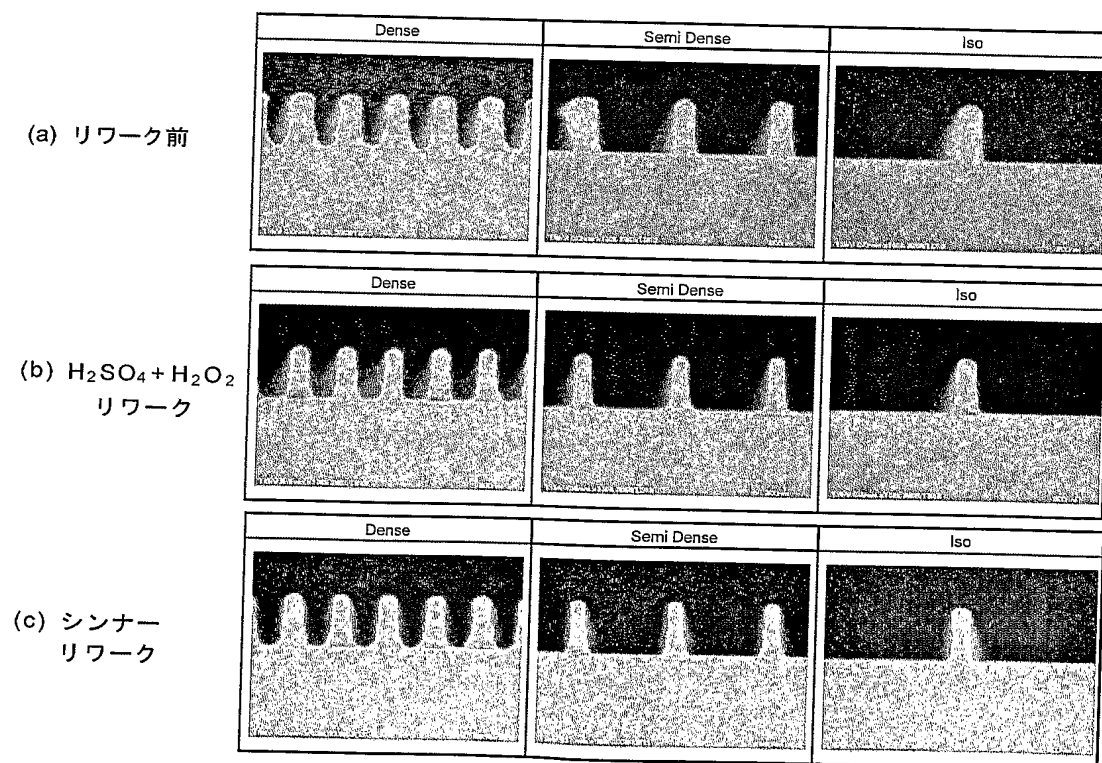 Dense
Semi Dense
Iso
(a) リワーク前
Dense
Semi Dense
Iso
(b) H₂SO₄+H₂O₂
リワーク
Dense
Semi Dense
Iso
(c) シンナー
リワーク